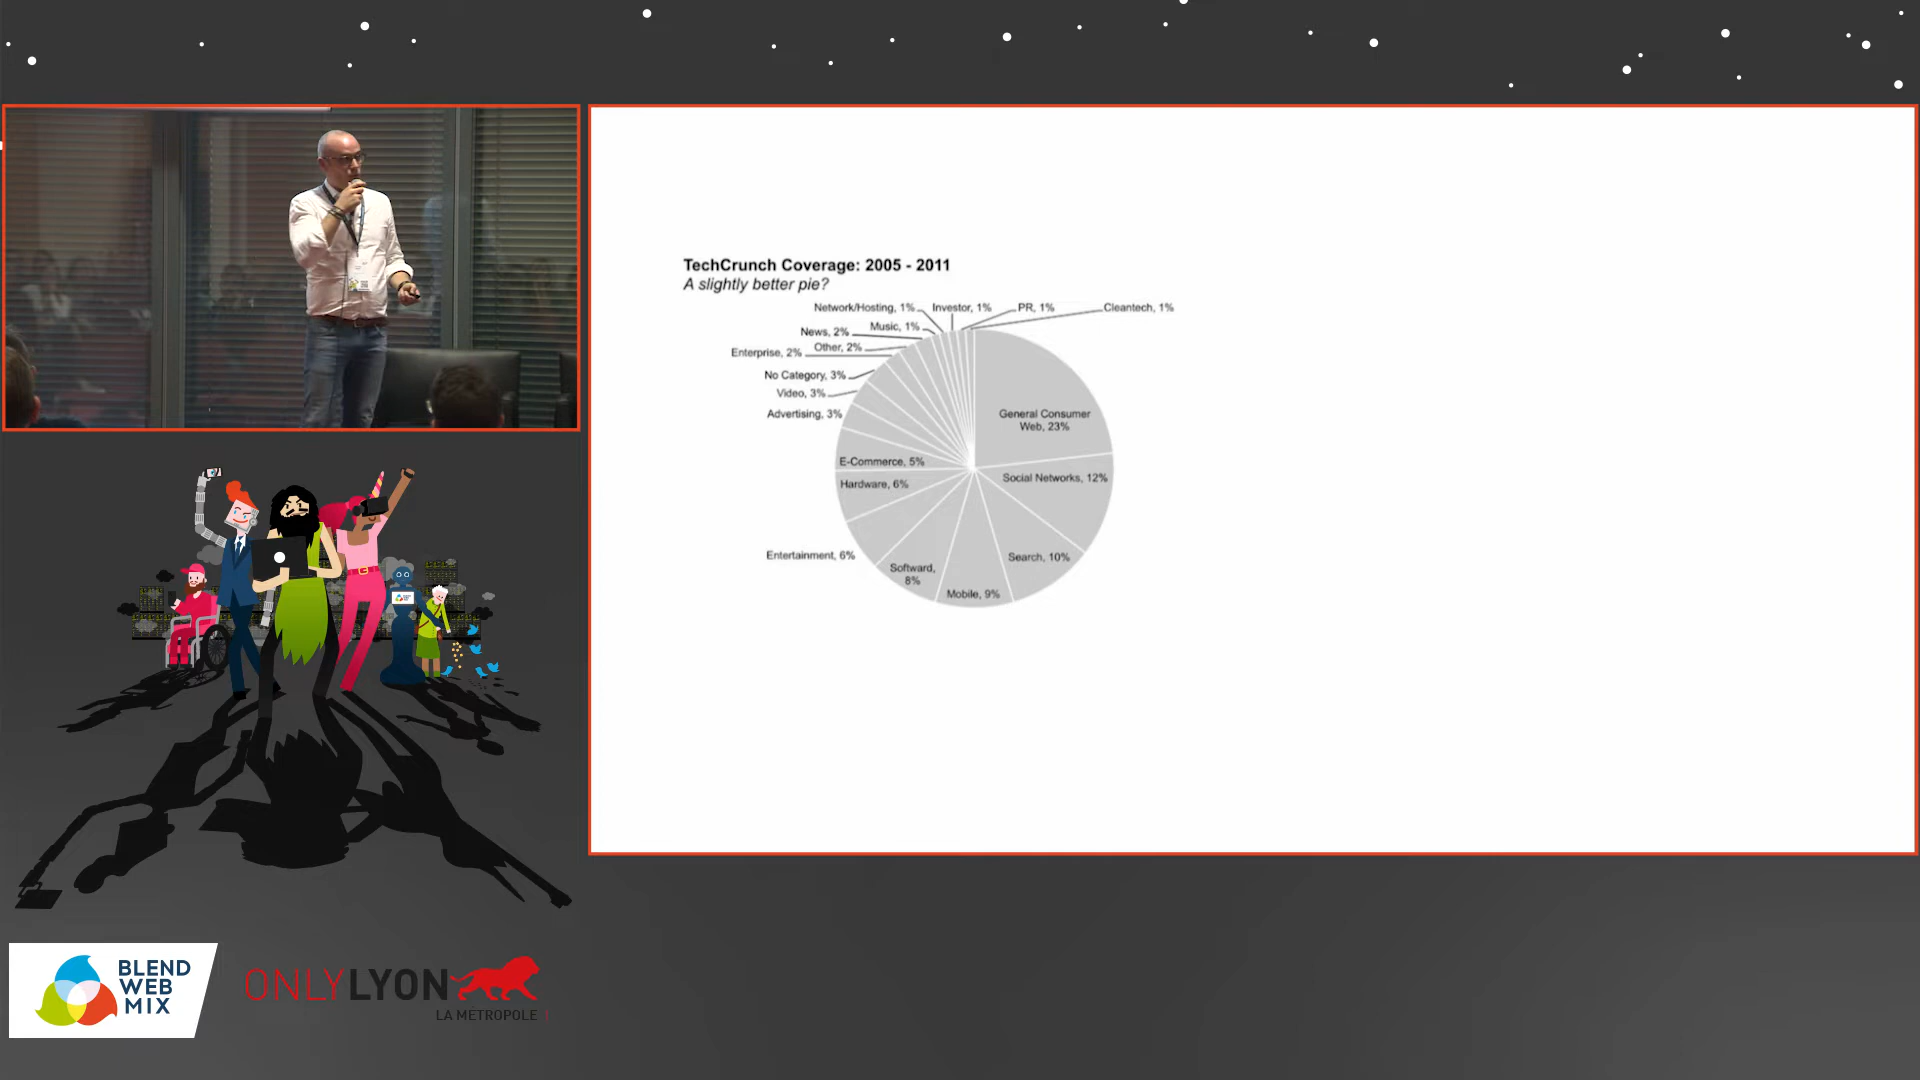 TechCrunch Coverage: 2005 - 2011
A slightly better pie?
Network/Hosting, 1%
Investor, 1%
PR, 1%
Cleantech, 1%
News, 2%
Music, 1%
Enterprise, 2%
Other, 2%
No Category, 3%
Video, 3%
Advertising, 3%
General Consumer
Web, 23%
E-Commerce, 5%
Social Networks, 12%
Hardware, 6%
Entertainment, 6%
Search, 10%
Softward,
8%
Mobile, 9%
BLEND
WEB
MIX
ONLYLYON
LA MÉTROPOLE